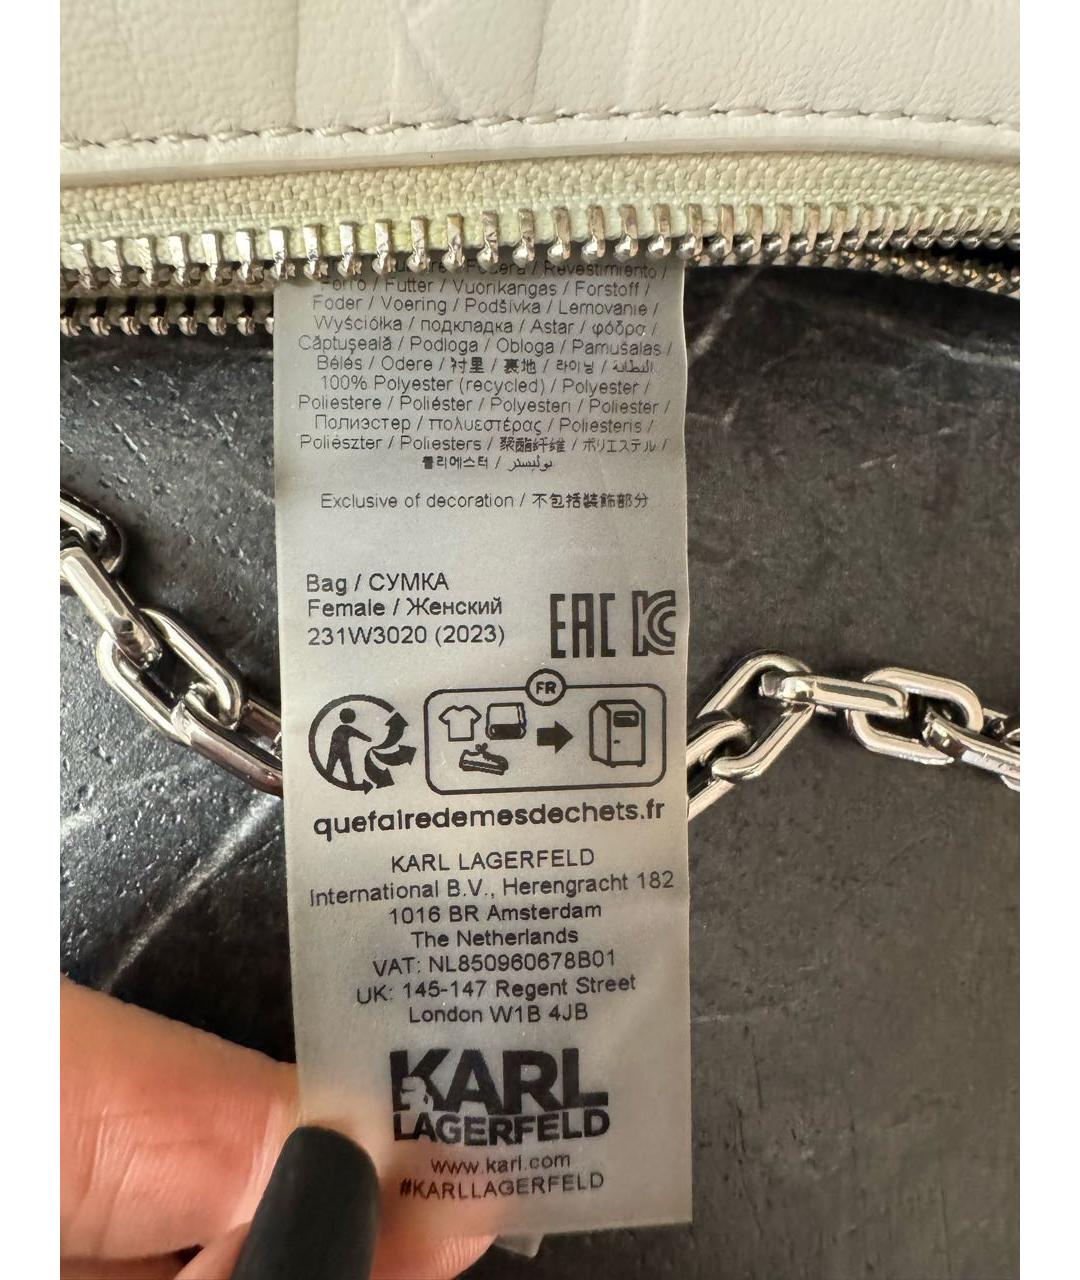 Fodera / Revestimiento /
Forro / Futter / Vuorikangas / Forstoff /
Foder / Voering / Podšívka / Lemovanie /
Wyściółka / подкладка / Astar / φόδρα /
Căptuşeală / Podloga / Obloga / Pamušalas /
Bélés / Odere / 衬里 / 裏地 / 라이닝 / البطانة
100% Polyester (recycled) / Polyester /
Poliestere / Poliéster / Polyesteri / Poliester /
Полиэстер / πολυεστέρας / Poliesteris /
Poliészter / Poliesters / 聚酯纤维 / ポリエステル /
폴리에스터 / بوليستر
Exclusive of decoration / 不包括裝飾部分
Bag / СУМКА
Female / Женский
231W3020 (2023)
EAC KC
FR
quefairedemesdechets.fr
KARL LAGERFELD
International B.V., Herengracht 182
1016 BR Amsterdam
The Netherlands
VAT: NL850960678B01
UK: 145-147 Regent Street
London W1B 4JB
KARL
LAGERFELD
www.karl.com
#KARLLAGERFELD